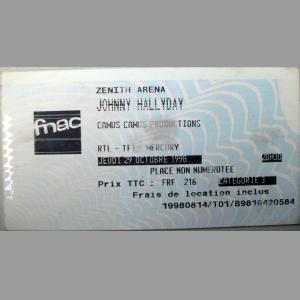 ZENITH ARENA
JOHNNY HALLYDAY
fnac
CAMUS CAMUS PRODUCTIONS
RTL - TF1 - MERCURY
JEUDI 29 OCTOBRE 1998 20H30
PLACE NON NUMEROTEE
Prix TTC : FRF 216 CATEGORIE 3
Frais de location inclus
19980814/T01/B9816420584